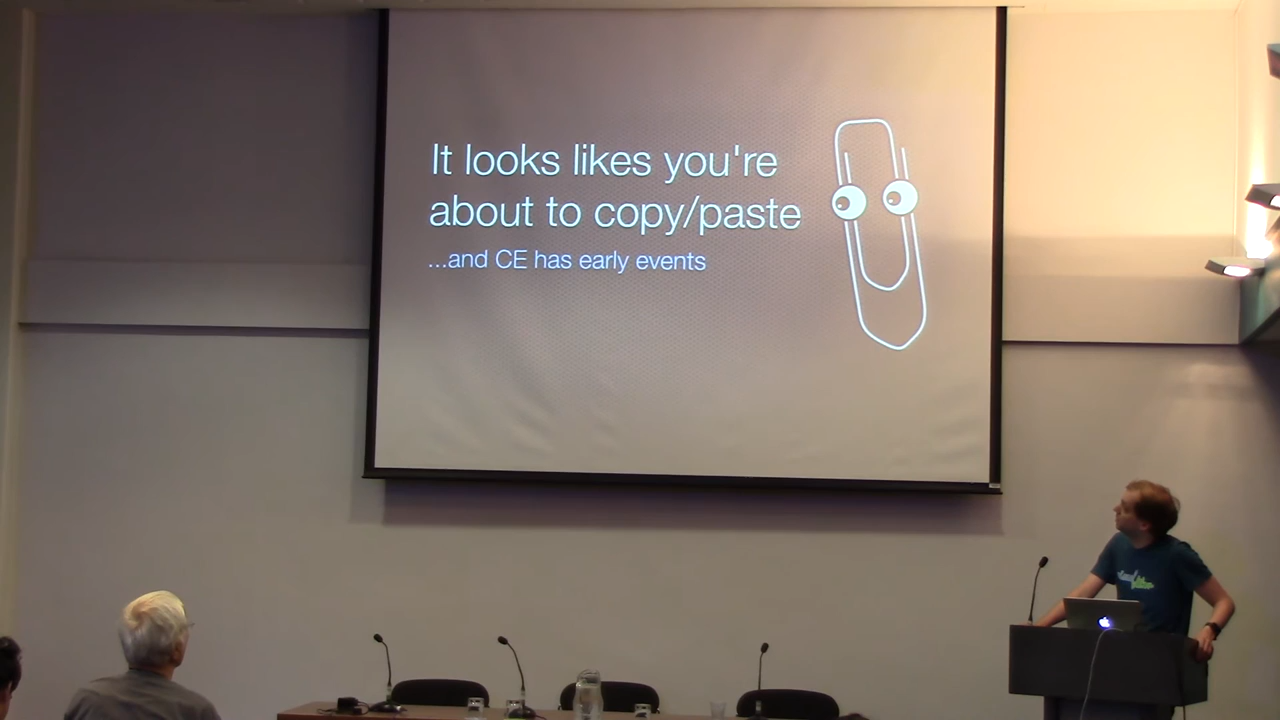 It looks likes you're
about to copy/paste
...and CE has early events